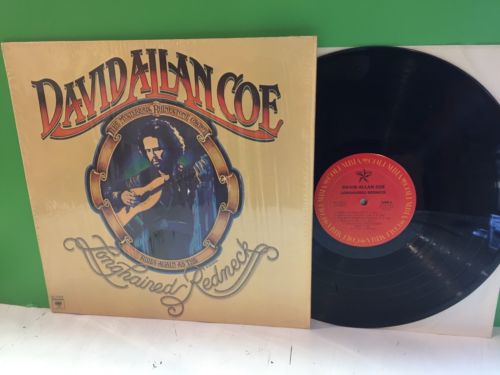 DAVID ALLAN COE
THE MYSTERIOUS RHINESTONE COWBOY
RIDES AGAIN AS THE
Longhaired Redneck
COLUMBIA
DAVID ALLAN COE
LONGHAIRED REDNECK